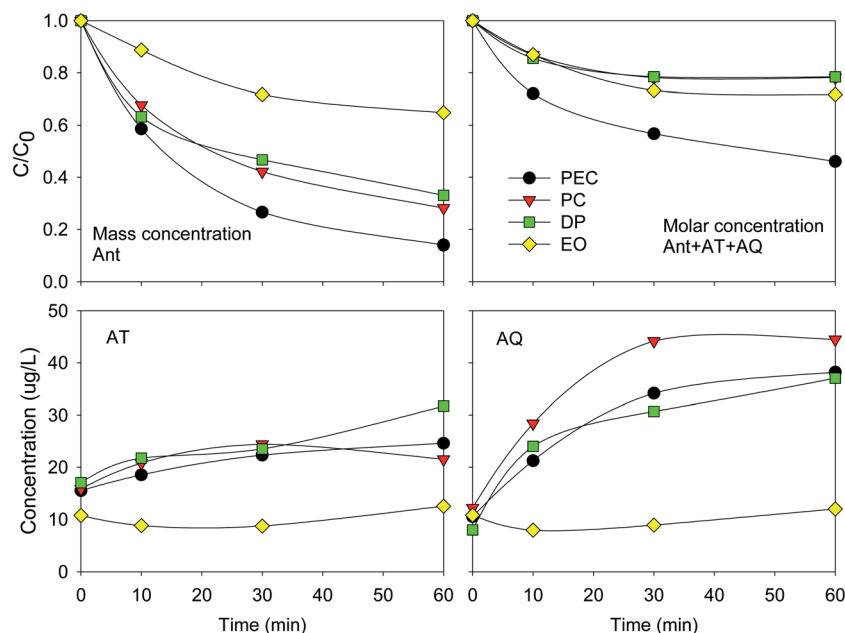 C/C0
1.0
0.8
0.6
0.4
0.2
0.0
Mass concentration
Ant
PEC
PC
DP
EO
Molar concentration
Ant+AT+AQ
Concentration (ug/L)
50
40
30
20
10
0
AT
AQ
0 10 20 30 40 50 60
0 10 20 30 40 50 60
Time (min)
Time (min)